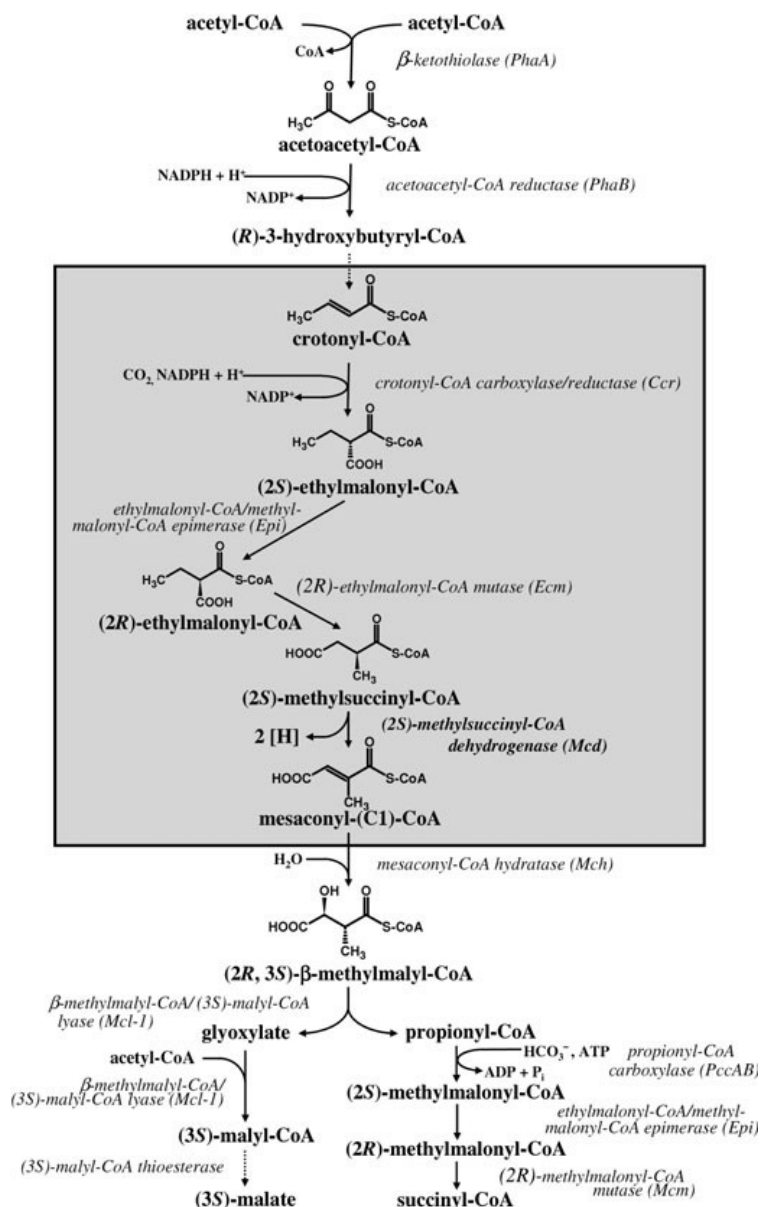 acetyl-CoA acetyl-CoA
CoA
β-ketothiolase (PhaA)
O O
H₃C S-CoA
acetoacetyl-CoA
NADPH + H⁺
acetoacetyl-CoA reductase (PhaB)
NADP⁺
(R)-3-hydroxybutyryl-CoA
O
H₃C S-CoA
crotonyl-CoA
CO₂, NADPH + H⁺
crotonyl-CoA carboxylase/reductase (Ccr)
NADP⁺
O
H₃C S-CoA
COOH
(2S)-ethylmalonyl-CoA
ethylmalonyl-CoA/methyl-
malonyl-CoA epimerase (Epi)
O
H₃C S-CoA
COOH
(2R)-ethylmalonyl-CoA
(2R)-ethylmalonyl-CoA mutase (Ecm)
O
HOOC S-CoA
CH₃
(2S)-methylsuccinyl-CoA
2 [H]
(2S)-methylsuccinyl-CoA
dehydrogenase (Mcd)
O
HOOC S-CoA
CH₃
mesaconyl-(C1)-CoA
H₂O
mesaconyl-CoA hydratase (Mch)
OH O
HOOC S-CoA
CH₃
(2R, 3S)-β-methylmalyl-CoA
β-methylmalyl-CoA/(3S)-malyl-CoA
lyase (Mcl-1)
glyoxylate propionyl-CoA
acetyl-CoA
β-methylmalyl-CoA/
(3S)-malyl-CoA lyase (Mcl-1)
(3S)-malyl-CoA
(3S)-malyl-CoA thioesterase
(3S)-malate
HCO₃⁻, ATP
propionyl-CoA
carboxylase (PccAB)
ADP + Pᵢ
(2S)-methylmalonyl-CoA
ethylmalonyl-CoA/methyl-
malonyl-CoA epimerase (Epi)
(2R)-methylmalonyl-CoA
(2R)-methylmalonyl-CoA
mutase (Mcm)
succinyl-CoA